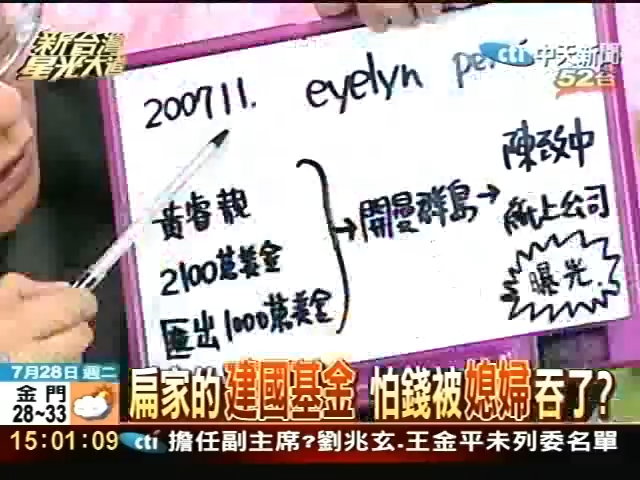 新台灣
星光大道
cti 中天新聞
52台
200711. eyelyn pe
黃睿靚
2100萬美金
匯出1000萬美金
→開曼群島→
陳致中
紙上公司
曝光
7月28日 週二
金門
28~33
扁家的建國基金 怕錢被媳婦吞了?
15:01:09 cti 擔任副主席?劉兆玄.王金平未列委名單